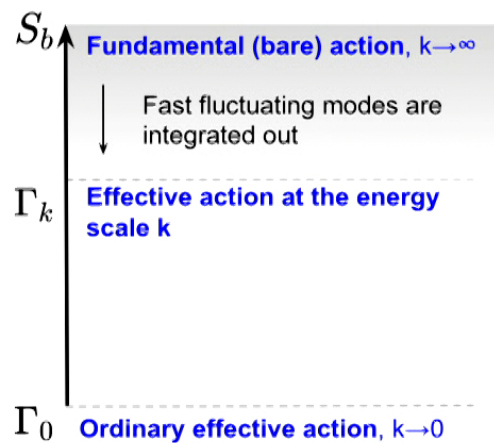 S_b Fundamental (bare) action, k→∞
Fast fluctuating modes are
integrated out
Γ_k Effective action at the energy
scale k
Γ_0 Ordinary effective action, k→0